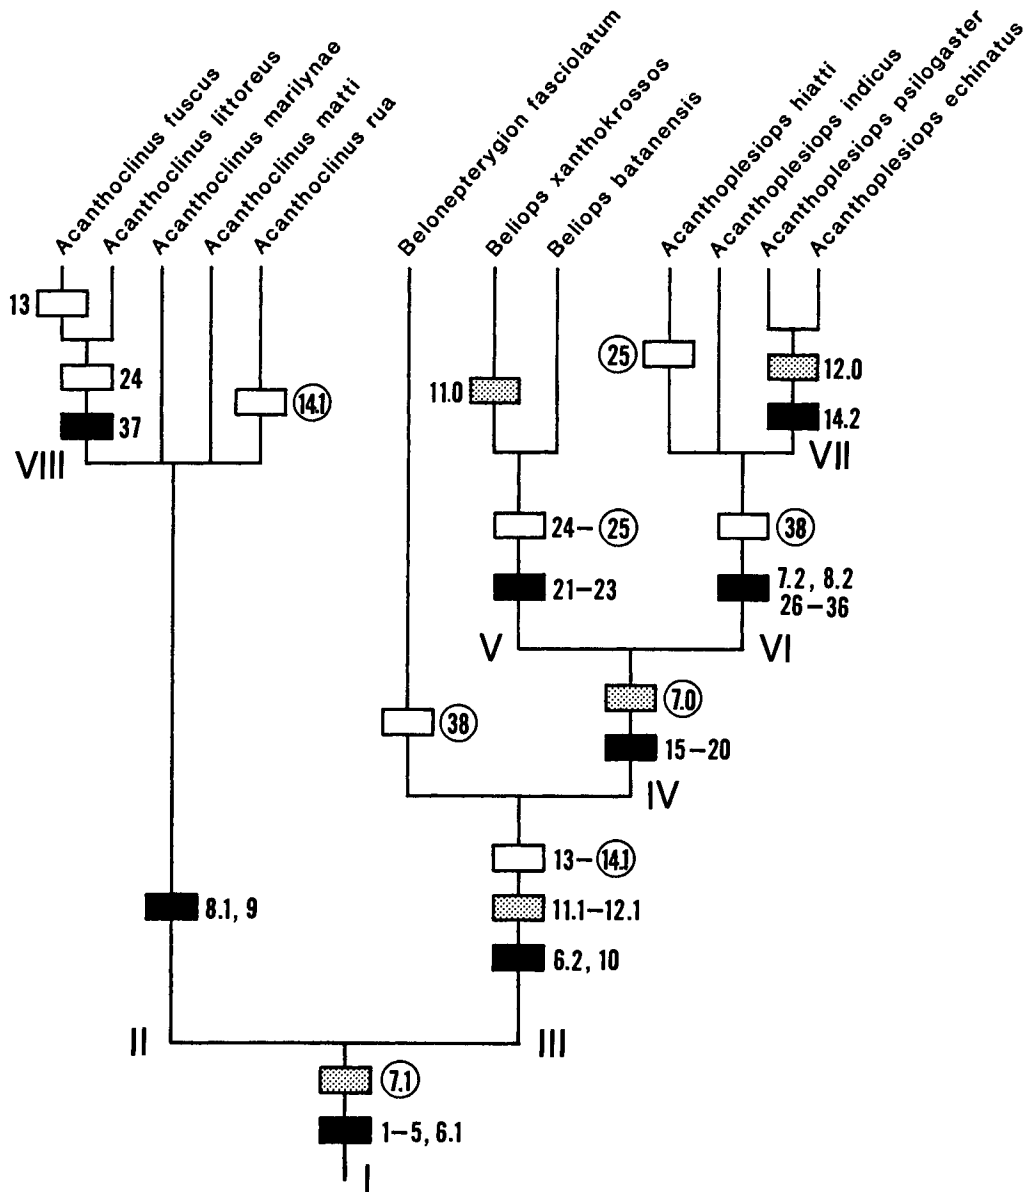 Acanthoclinus fuscus
Acanthoclinus littoreus
Acanthoclinus marilynae
Acanthoclinus matti
Acanthoclinus rua
Belonepterygion fasciolatum
Beliops xanthokrossos
Beliops batanensis
Acanthoplesiops hiatti
Acanthoplesiops indicus
Acanthoplesiops psilogaster
Acanthoplesiops echinatus
13
24
37
14.1
VIII
11.0
25
12.0
14.2
VII
24–25
21–23
38
7.2, 8.2
26–36
V
VI
38
7.0
15–20
IV
8.1, 9
13–14.1
11.1–12.1
6.2, 10
II
III
7.1
1–5, 6.1
I